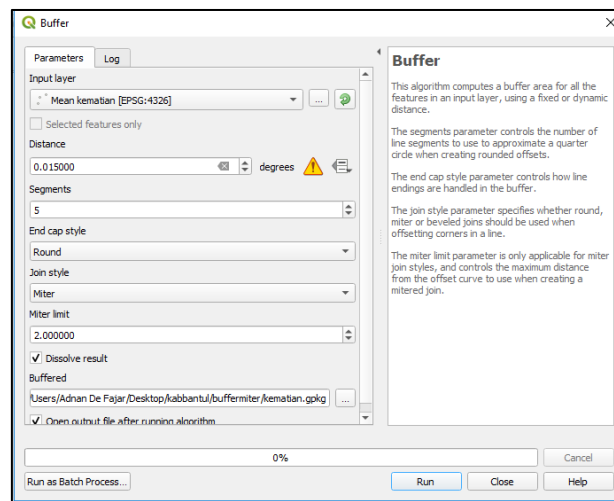 Buffer
Parameters
Log
Input layer
Mean kematian [EPSG:4326]
...
Selected features only
Distance
0.015000
degrees
Segments
5
End cap style
Round
Join style
Miter
Miter limit
2.000000
Dissolve result
Buffered
Users/Adnan De Fajar/Desktop/kabbantul/buffermiter/kematian.gpkg
...
Open output file after running algorithm
Buffer
This algorithm computes a buffer area for all the
features in an input layer, using a fixed or dynamic
distance.
The segments parameter controls the number of
line segments to use to approximate a quarter
circle when creating rounded offsets.
The end cap style parameter controls how line
endings are handled in the buffer.
The join style parameter specifies whether round,
miter or beveled joins should be used when
offsetting corners in a line.
The miter limit parameter is only applicable for miter
join styles, and controls the maximum distance
from the offset curve to use when creating a
mitered join.
0%
Cancel
Run as Batch Process...
Run
Close
Help